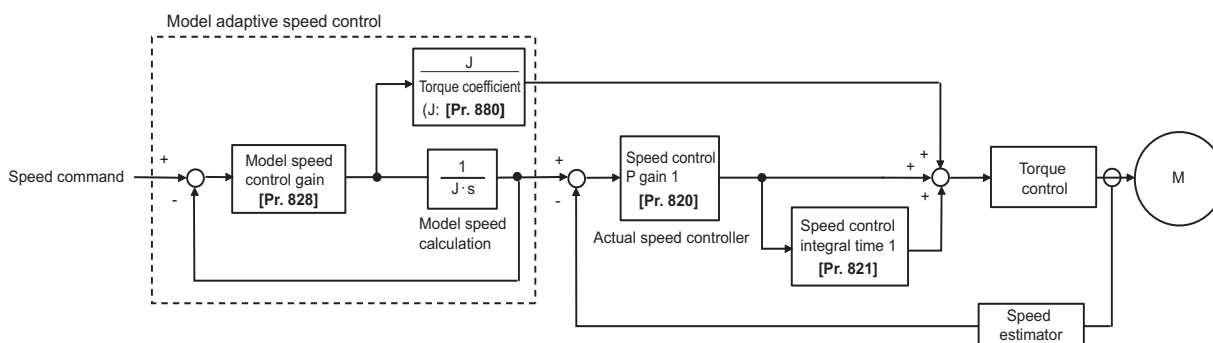 Model adaptive speed control
J
Torque coefficient
(J: [Pr. 880]
Speed command
+
-
Model speed
control gain
[Pr. 828]
1
J·s
Model speed
calculation
+
-
Speed control
P gain 1
[Pr. 820]
Actual speed controller
Speed control
integral time 1
[Pr. 821]
+
+
+
Torque
control
M
Speed
estimator